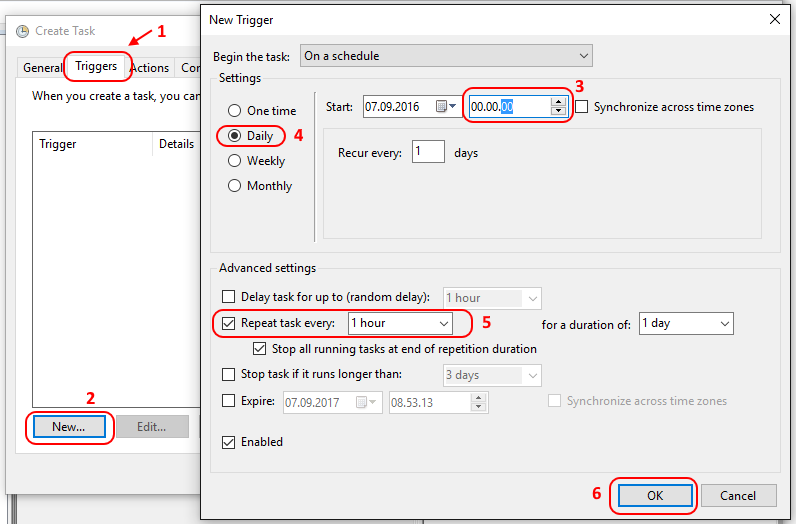 1
Create Task
General
Triggers
Actions
Con
When you create a task, you can
Trigger
Details
2
New...
Edit...
New Trigger
Begin the task:
On a schedule
Settings
3
One time
Start:
07.09.2016
00.00.00
Synchronize across time zones
Daily
4
Recur every:
1
days
Weekly
Monthly
Advanced settings
Delay task for up to (random delay):
1 hour
Repeat task every:
1 hour
5
for a duration of:
1 day
Stop all running tasks at end of repetition duration
Stop task if it runs longer than:
3 days
Expire:
07.09.2017
08.53.13
Synchronize across time zones
Enabled
6
OK
Cancel